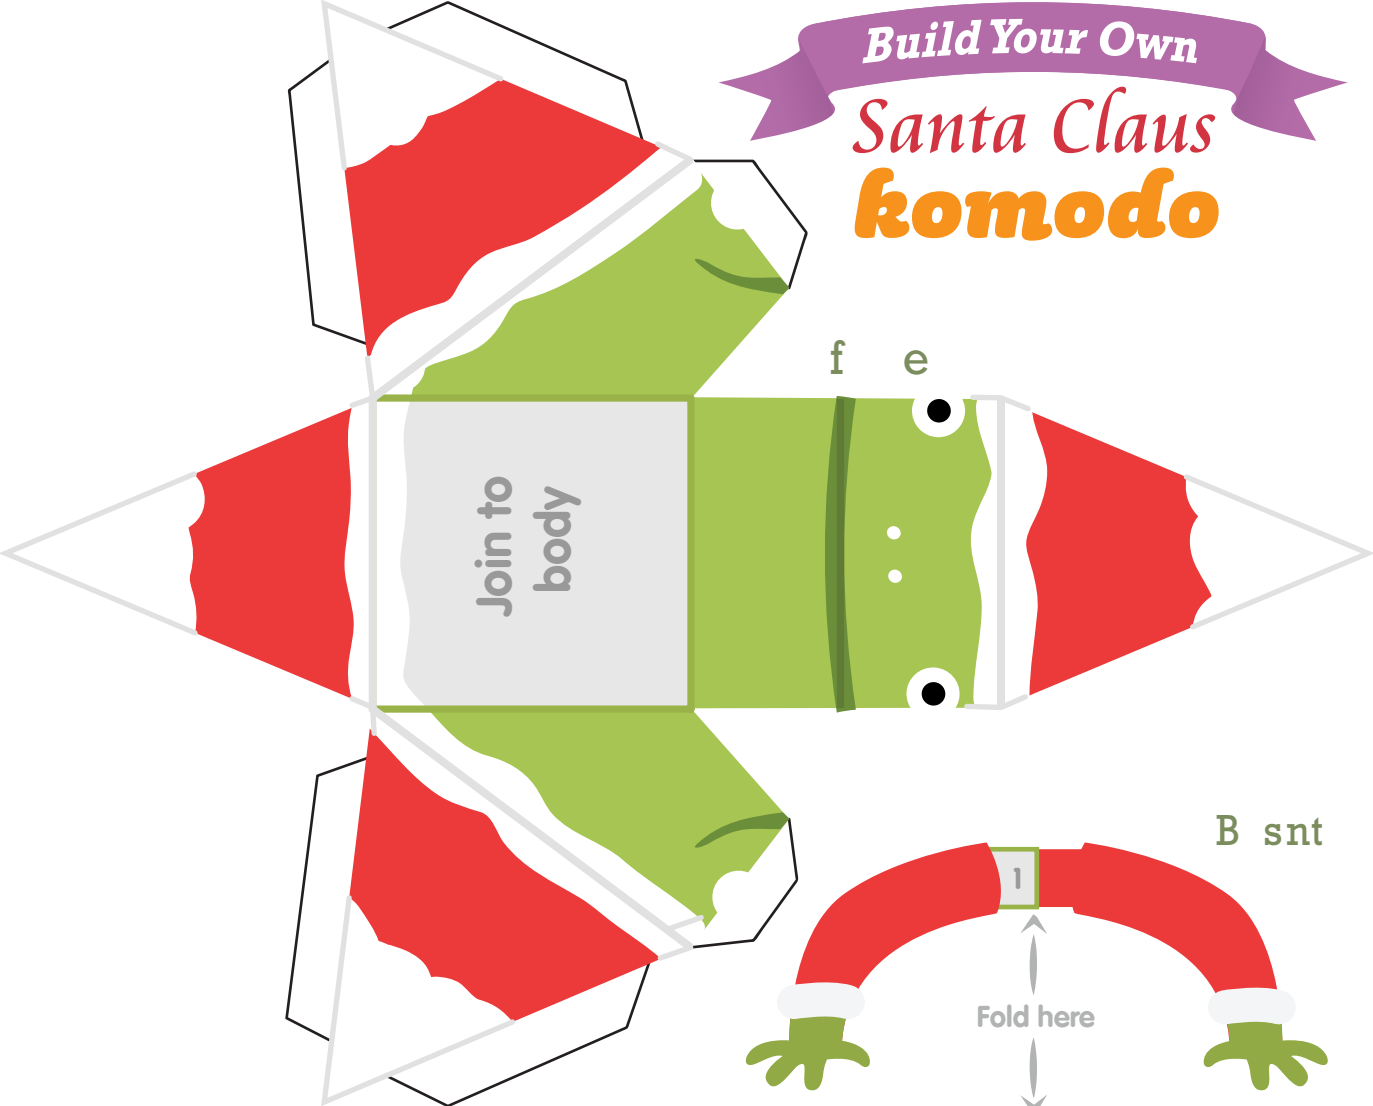 Build Your Own
Santa Claus
komodo
f e
Join to
body
B snt
1
Fold here